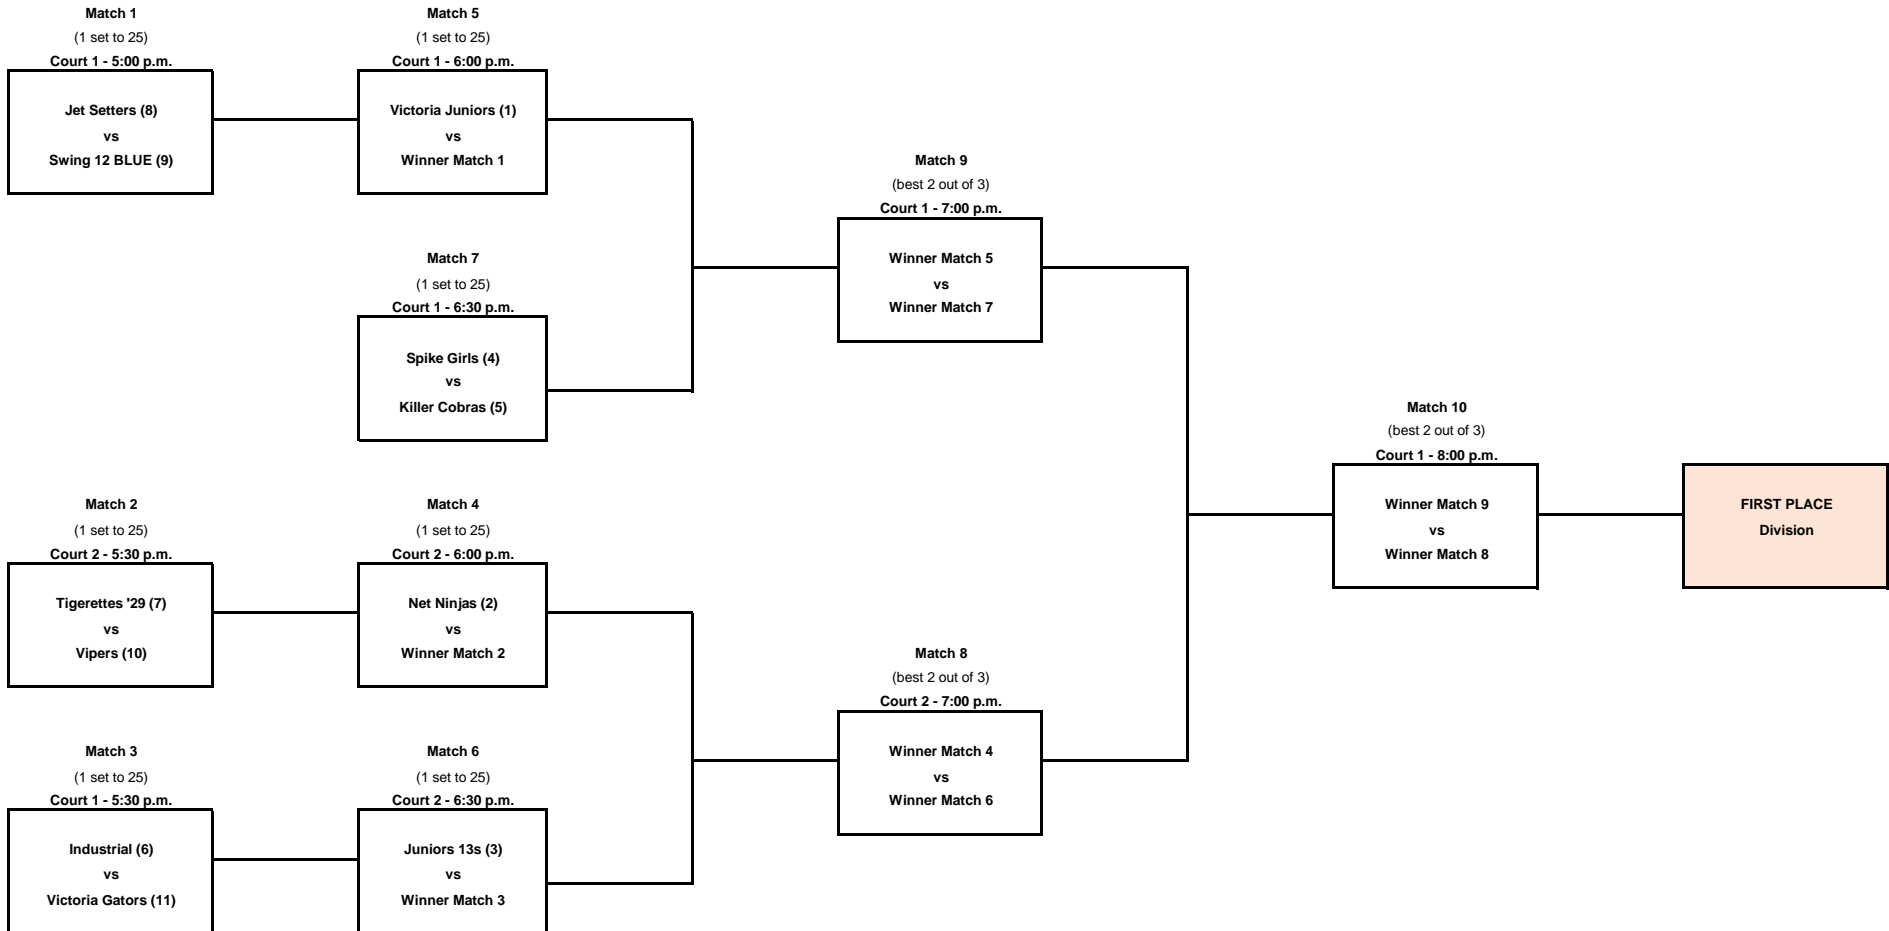 Match 1
(1 set to 25)
Court 1 - 5:00 p.m.
Jet Setters (8)
vs
Swing 12 BLUE (9)
Match 5
(1 set to 25)
Court 1 - 6:00 p.m.
Victoria Juniors (1)
vs
Winner Match 1
Match 7
(1 set to 25)
Court 1 - 6:30 p.m.
Spike Girls (4)
vs
Killer Cobras (5)
Match 9
(best 2 out of 3)
Court 1 - 7:00 p.m.
Winner Match 5
vs
Winner Match 7
Match 2
(1 set to 25)
Court 2 - 5:30 p.m.
Tigerettes '29 (7)
vs
Vipers (10)
Match 4
(1 set to 25)
Court 2 - 6:00 p.m.
Net Ninjas (2)
vs
Winner Match 2
Match 3
(1 set to 25)
Court 1 - 5:30 p.m.
Industrial (6)
vs
Victoria Gators (11)
Match 6
(1 set to 25)
Court 2 - 6:30 p.m.
Juniors 13s (3)
vs
Winner Match 3
Match 8
(best 2 out of 3)
Court 2 - 7:00 p.m.
Winner Match 4
vs
Winner Match 6
Match 10
(best 2 out of 3)
Court 1 - 8:00 p.m.
Winner Match 9
vs
Winner Match 8
FIRST PLACE
Division